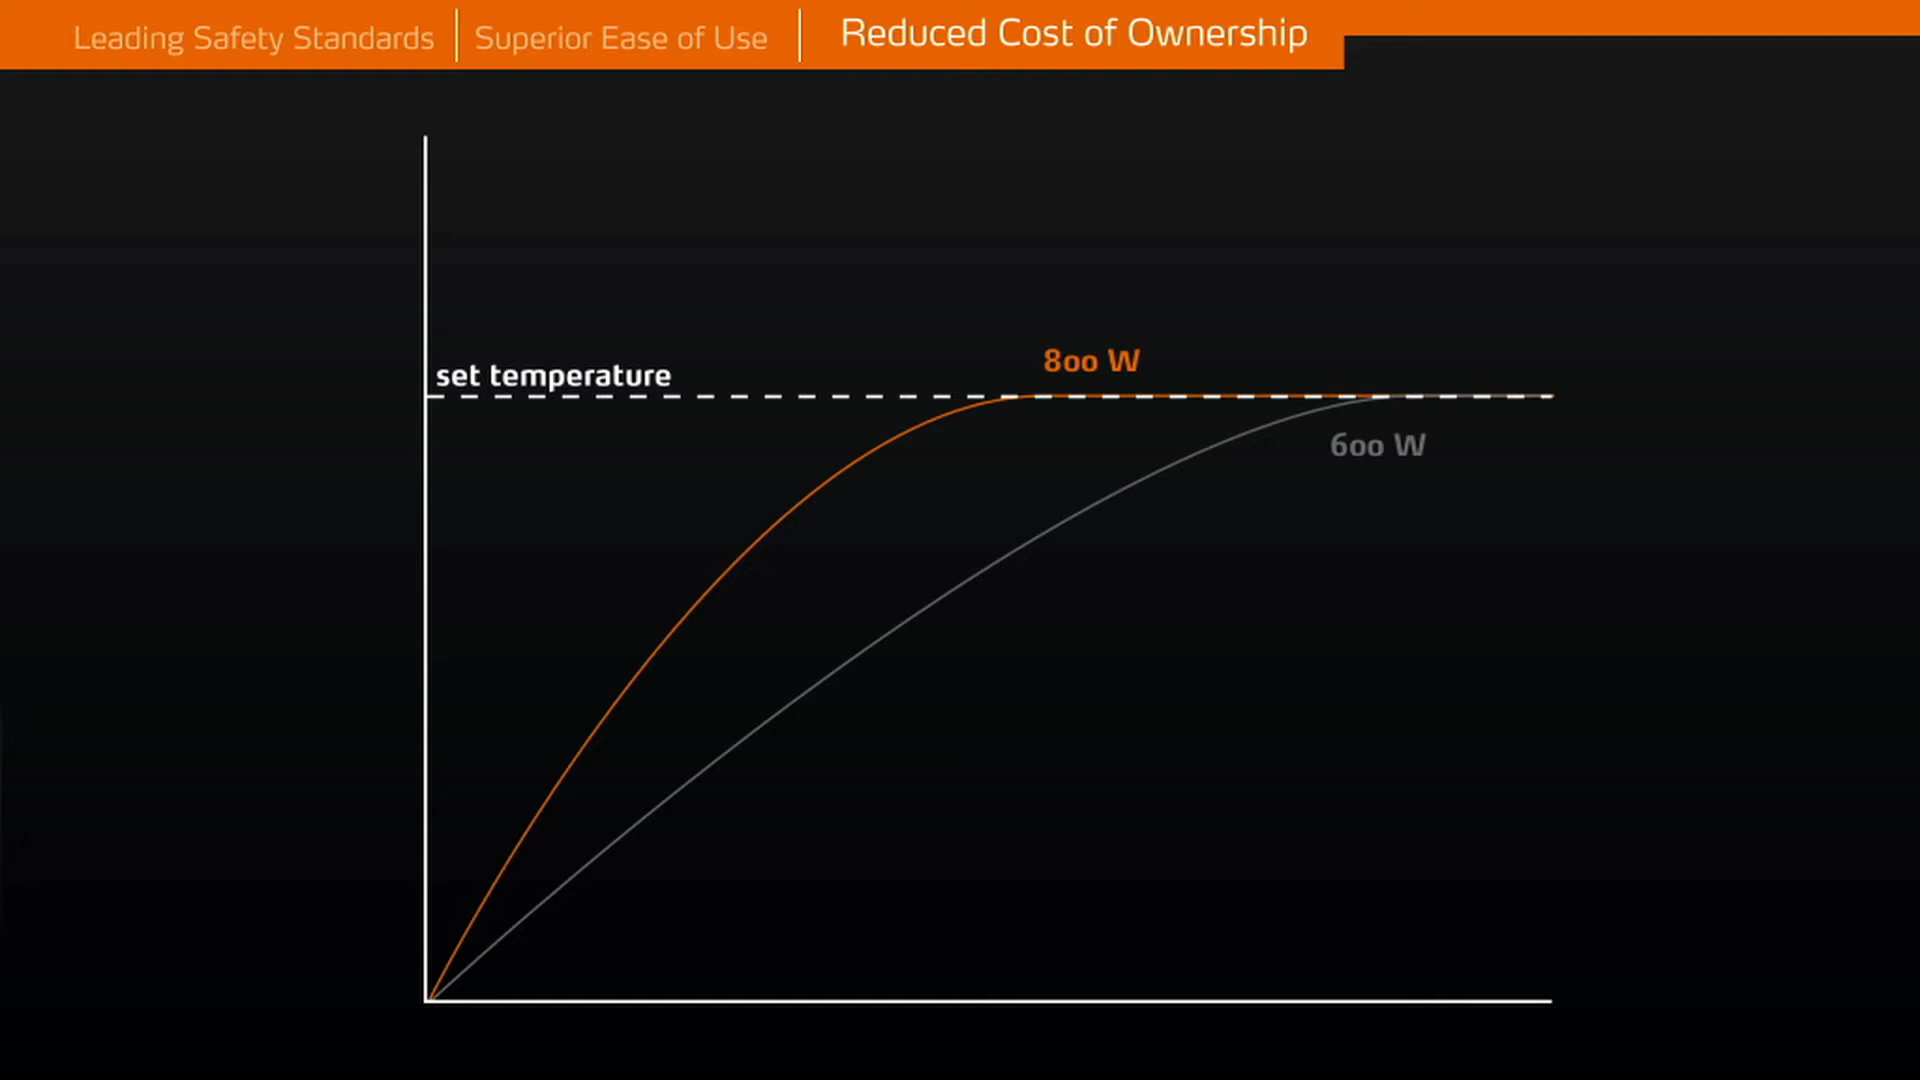 Leading Safety Standards
Superior Ease of Use
Reduced Cost of Ownership
800 W
set temperature
600 W